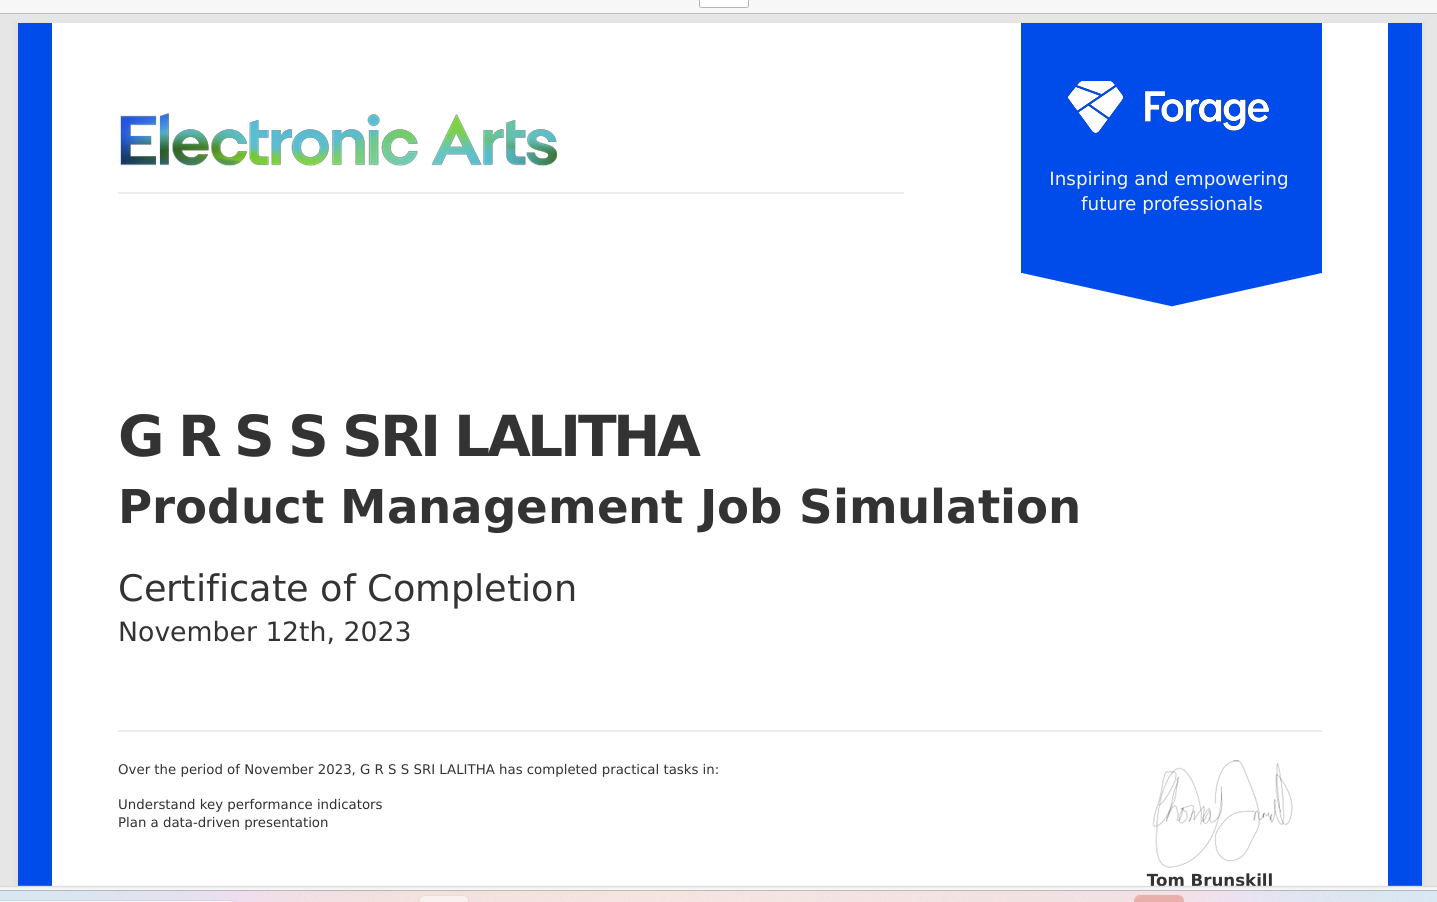 Electronic Arts
Forage
Inspiring and empowering
future professionals
G R S S SRI LALITHA
Product Management Job Simulation
Certificate of Completion
November 12th, 2023
Over the period of November 2023, G R S S SRI LALITHA has completed practical tasks in:
Understand key performance indicators
Plan a data-driven presentation
Tom Brunskill